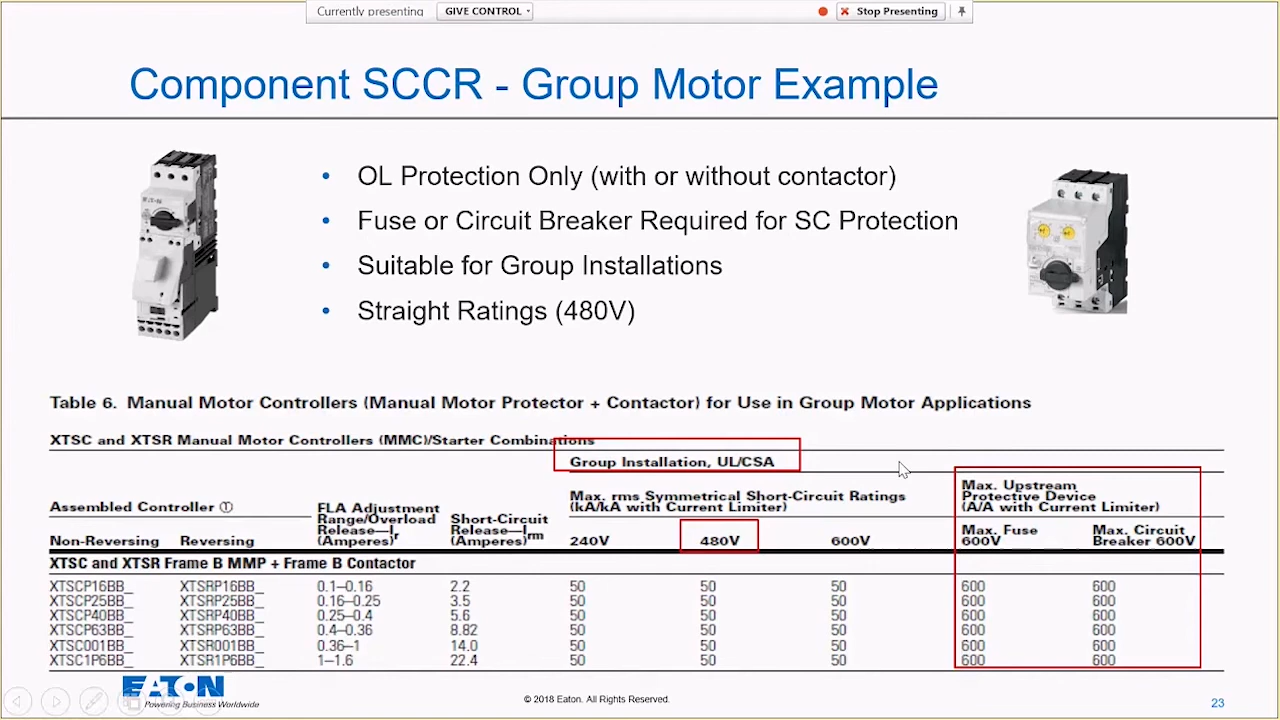 Currently presenting GIVE CONTROL Stop Presenting
Component SCCR - Group Motor Example
• OL Protection Only (with or without contactor)
• Fuse or Circuit Breaker Required for SC Protection
• Suitable for Group Installations
• Straight Ratings (480V)
Table 6. Manual Motor Controllers (Manual Motor Protector + Contactor) for Use in Group Motor Applications
XTSC and XTSR Manual Motor Controllers (MMC)/Starter Combinations
Group Installation, UL/CSA
Assembled Controller ①
FLA Adjustment
Range/Overload
Release—Ir
(Amperes)
Short-Circuit
Release—Irm
(Amperes)
Max. rms Symmetrical Short-Circuit Ratings
(kA/kA with Current Limiter)
Max. Upstream
Protective Device
(A/A with Current Limiter)
Non-Reversing Reversing 240V 480V 600V
Max. Fuse
600V
Max. Circuit
Breaker 600V
XTSC and XTSR Frame B MMP + Frame B Contactor
XTSCP16BB_ XTSRP16BB_ 0.1–0.16 2.2 50 50 50 600 600
XTSCP25BB_ XTSRP25BB_ 0.16–0.25 3.5 50 50 50 600 600
XTSCP40BB_ XTSRP40BB_ 0.25–0.4 5.6 50 50 50 600 600
XTSCP63BB_ XTSRP63BB_ 0.4–0.36 8.82 50 50 50 600 600
XTSC001BB_ XTSR001BB_ 0.36–1 14.0 50 50 50 600 600
XTSC1P6BB_ XTSR1P6BB_ 1–1.6 22.4 50 50 50 600 600
EATON
Powering Business Worldwide
© 2018 Eaton. All Rights Reserved.
23